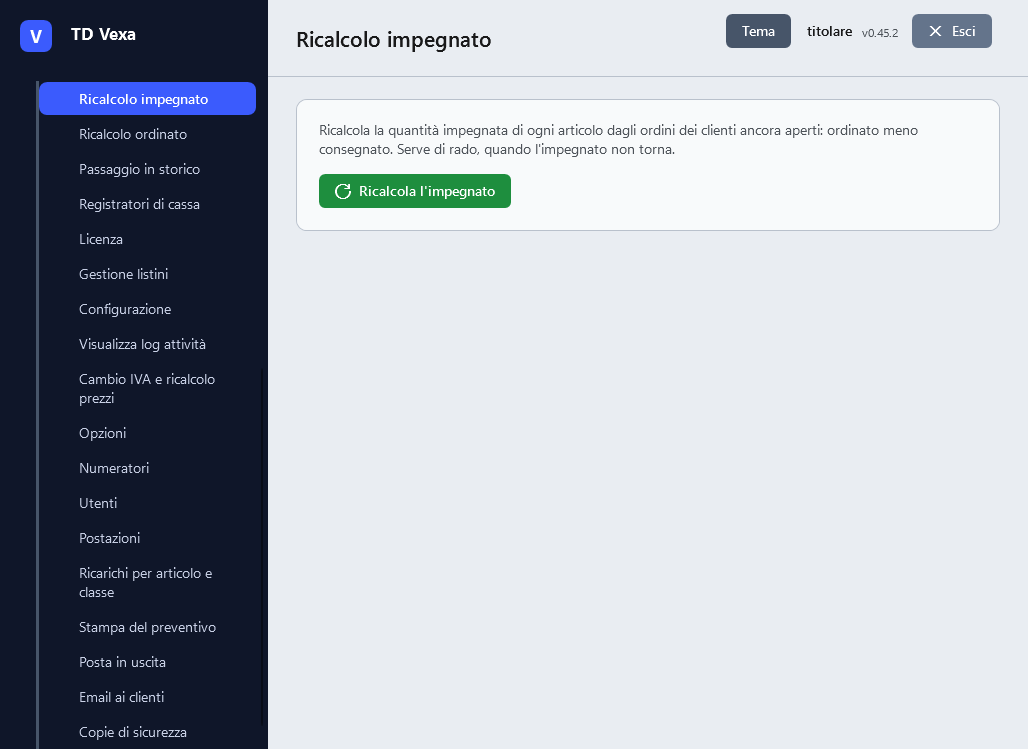 V
TD Vexa
Ricalcolo impegnato
Ricalcolo ordinato
Passaggio in storico
Registratori di cassa
Licenza
Gestione listini
Configurazione
Visualizza log attività
Cambio IVA e ricalcolo
prezzi
Opzioni
Numeratori
Utenti
Postazioni
Ricarichi per articolo e
classe
Stampa del preventivo
Posta in uscita
Email ai clienti
Copie di sicurezza
Ricalcolo impegnato
Tema
titolare
v0.45.2
Esci
Ricalcola la quantità impegnata di ogni articolo dagli ordini dei clienti ancora aperti: ordinato meno
consegnato. Serve di rado, quando l'impegnato non torna.
Ricalcola l'impegnato